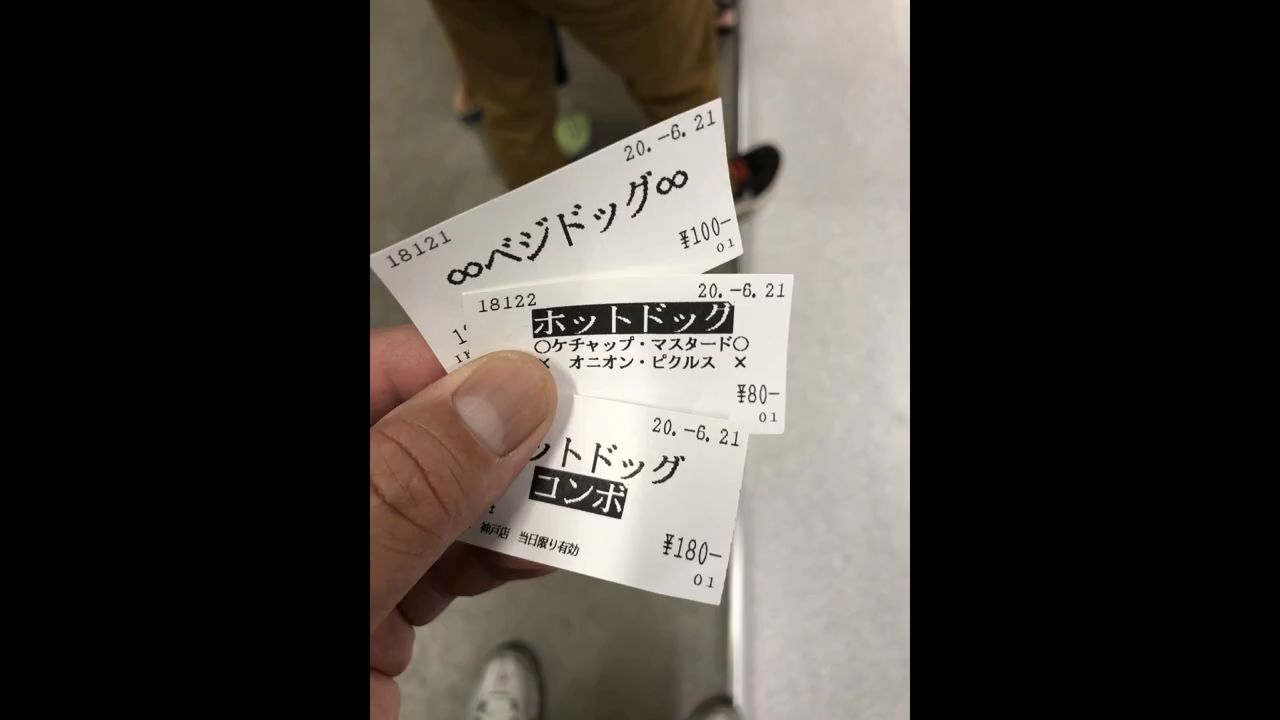 20.-6.21
∞ベジドッグ∞
18121
¥100-
01
18122
20.-6.21
ホットドッグ
○ケチャップ・マスタード○
× オニオン・ピクルス ×
¥80-
01
20.-6.21
ットドッグ
コンボ
神戸店 当日限り有効
¥180-
01